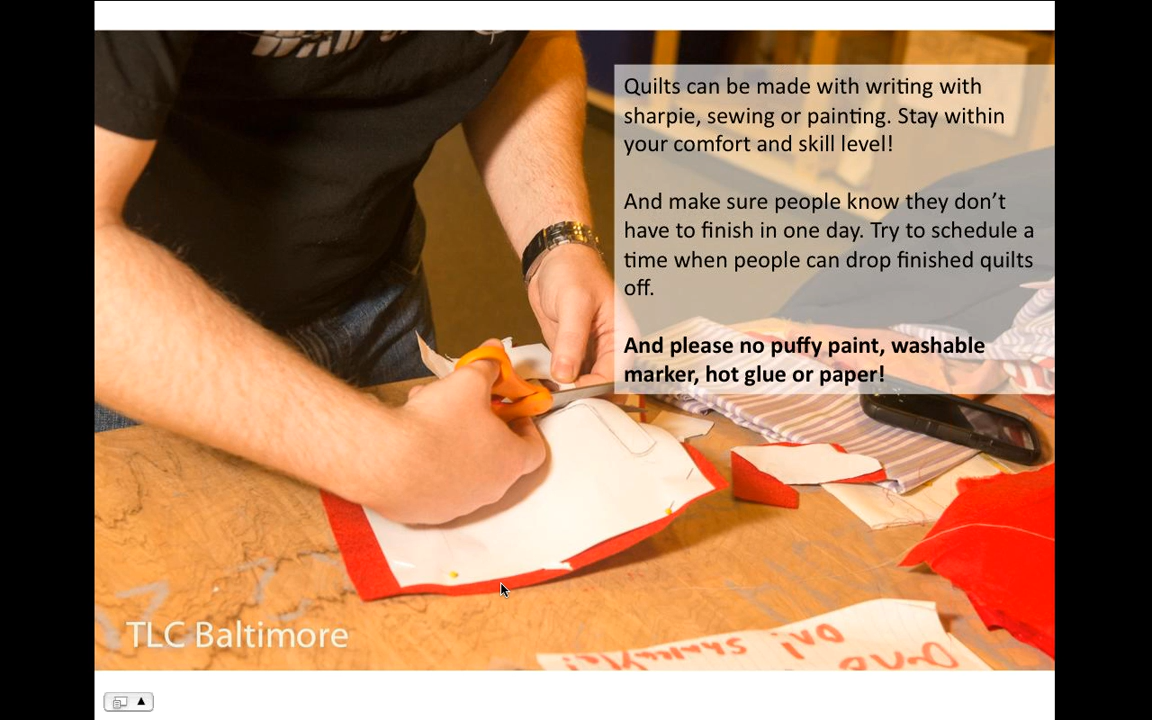 Quilts can be made with writing with
sharpie, sewing or painting. Stay within
your comfort and skill level!
And make sure people know they don’t
have to finish in one day. Try to schedule a
time when people can drop finished quilts
off.
And please no puffy paint, washable
marker, hot glue or paper!
TLC Baltimore